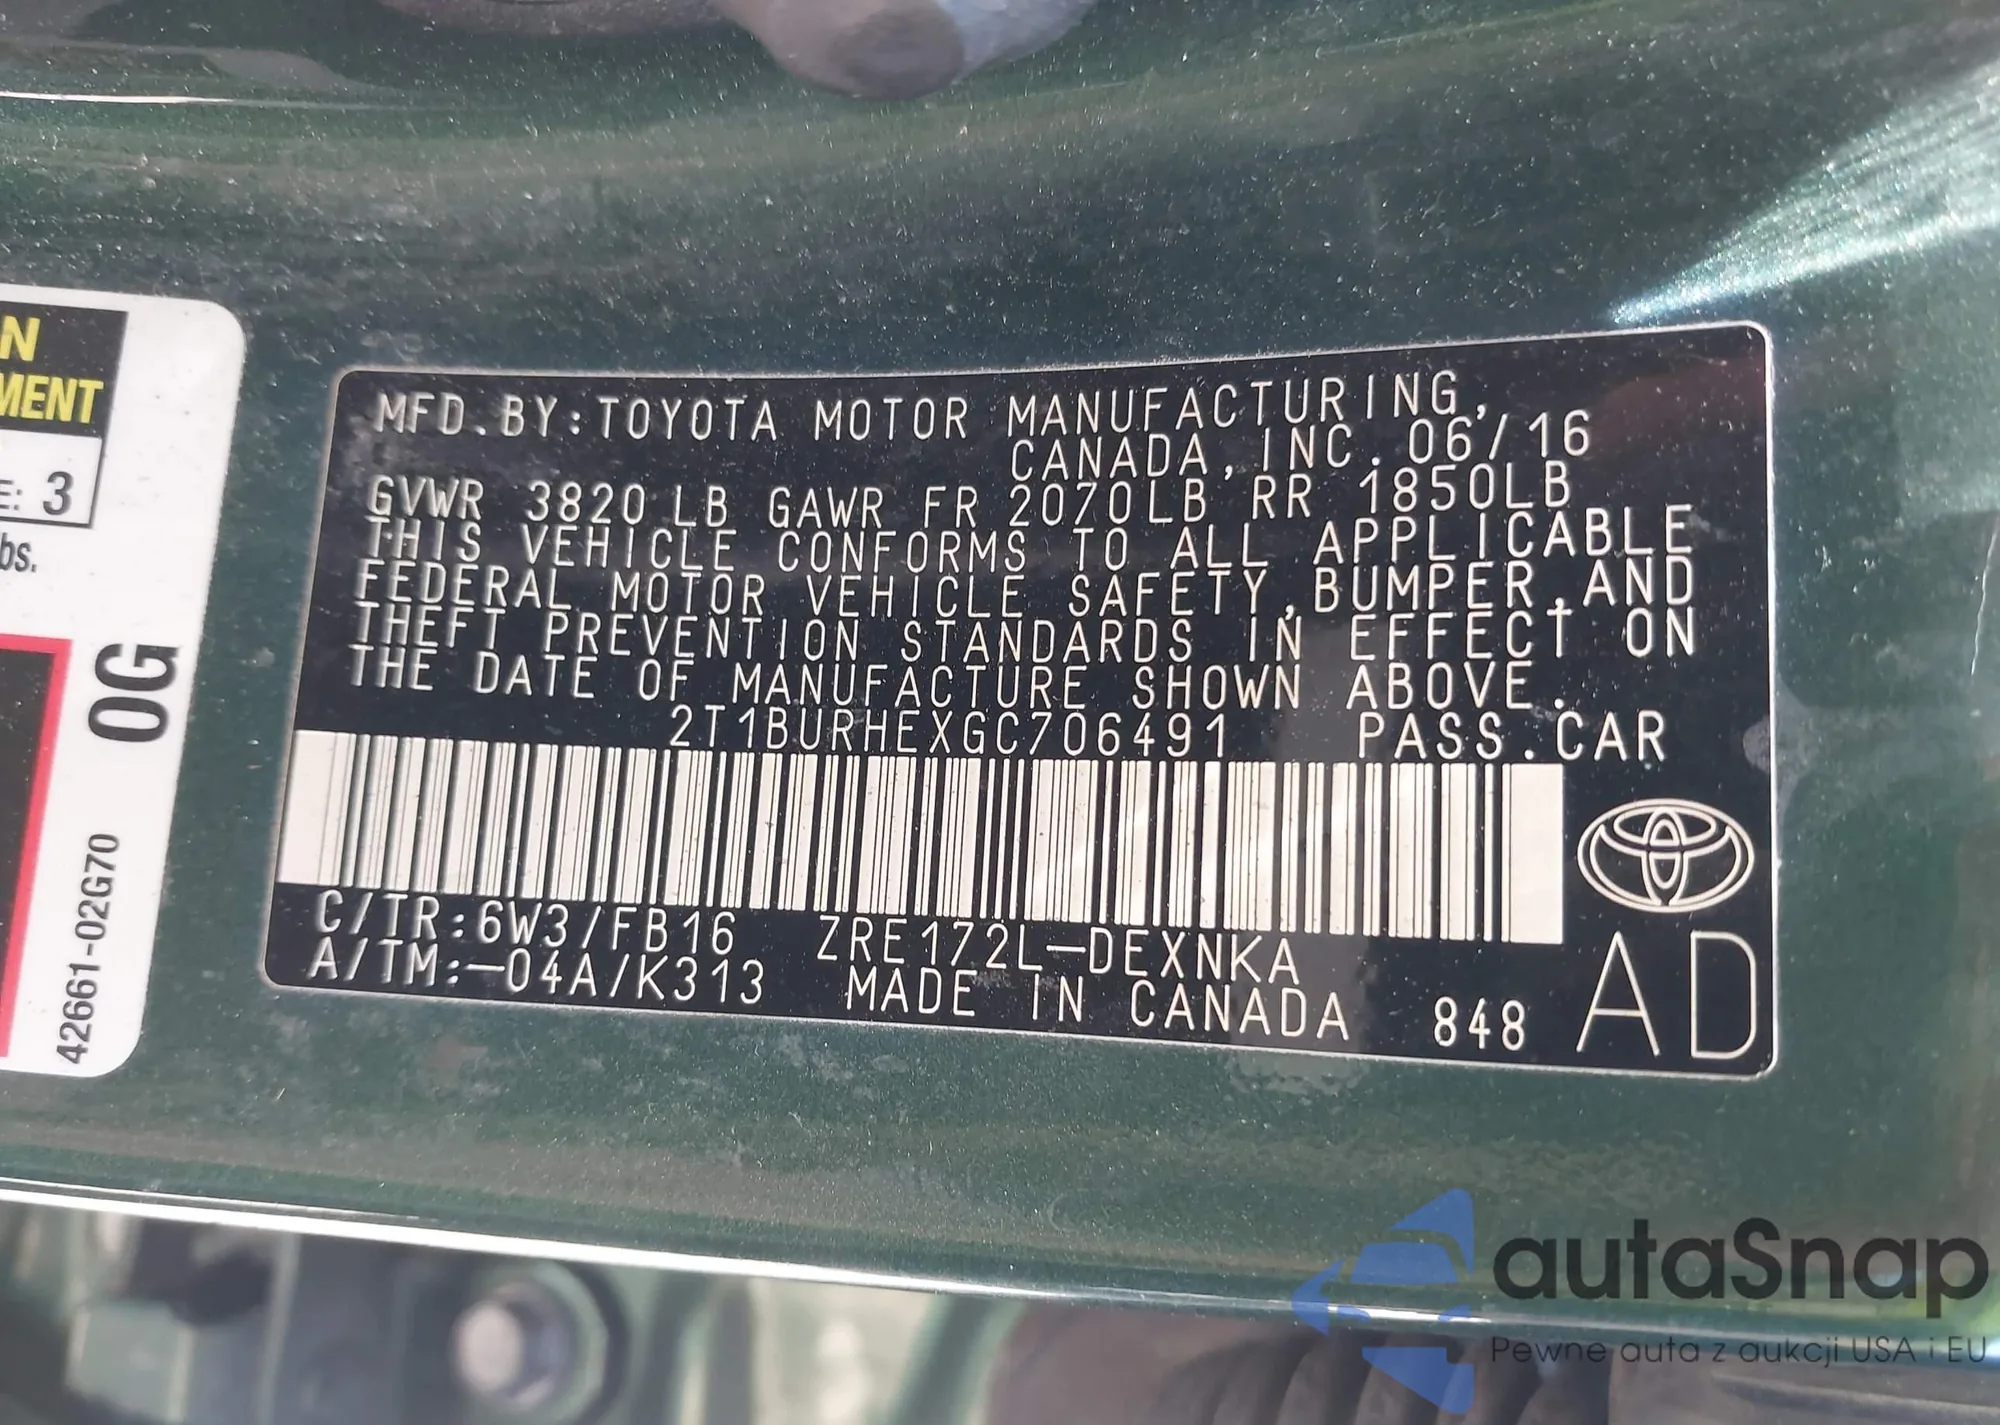 N
MENT
E: 3
bs.
0G
42661-02G70
MFD. BY: TOYOTA MOTOR MANUFACTURING,
CANADA, INC. 06/16
GVWR 3820 LB GAWR FR 2070LB RR 1850LB
THIS VEHICLE CONFORMS TO ALL APPLICABLE
FEDERAL MOTOR VEHICLE SAFETY, BUMPER, AND
THEFT PREVENTION STANDARDS IN EFFECT ON
THE DATE OF MANUFACTURE SHOWN ABOVE.
2T1BURHEXGC706491 PASS. CAR
C/TR: 6W3/FB16 ZRE172L-DEXNKA
A/TM: -04A/K313 MADE IN CANADA 848 AD
autaSnap
Pewne auta z aukcji USA i EU